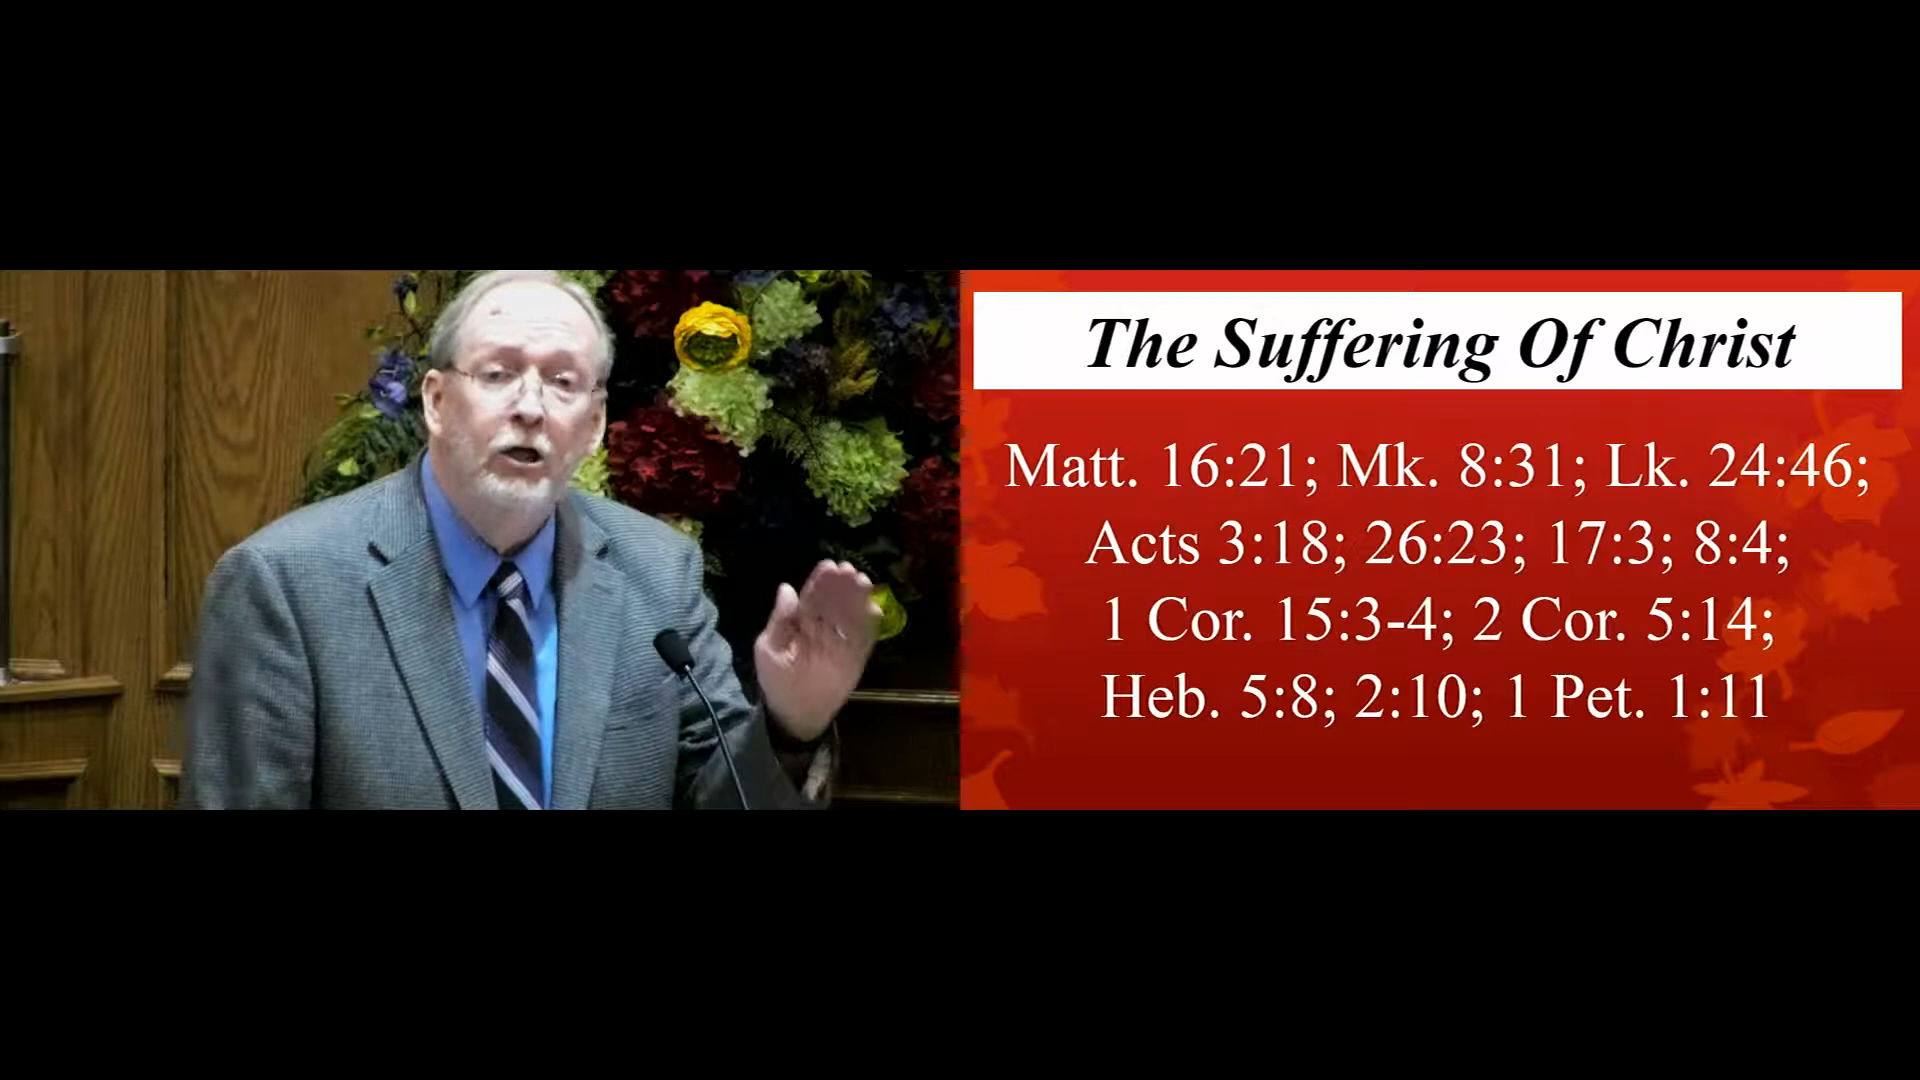 The Suffering Of Christ
Matt. 16:21; Mk. 8:31; Lk. 24:46;
Acts 3:18; 26:23; 17:3; 8:4;
1 Cor. 15:3-4; 2 Cor. 5:14;
Heb. 5:8; 2:10; 1 Pet. 1:11